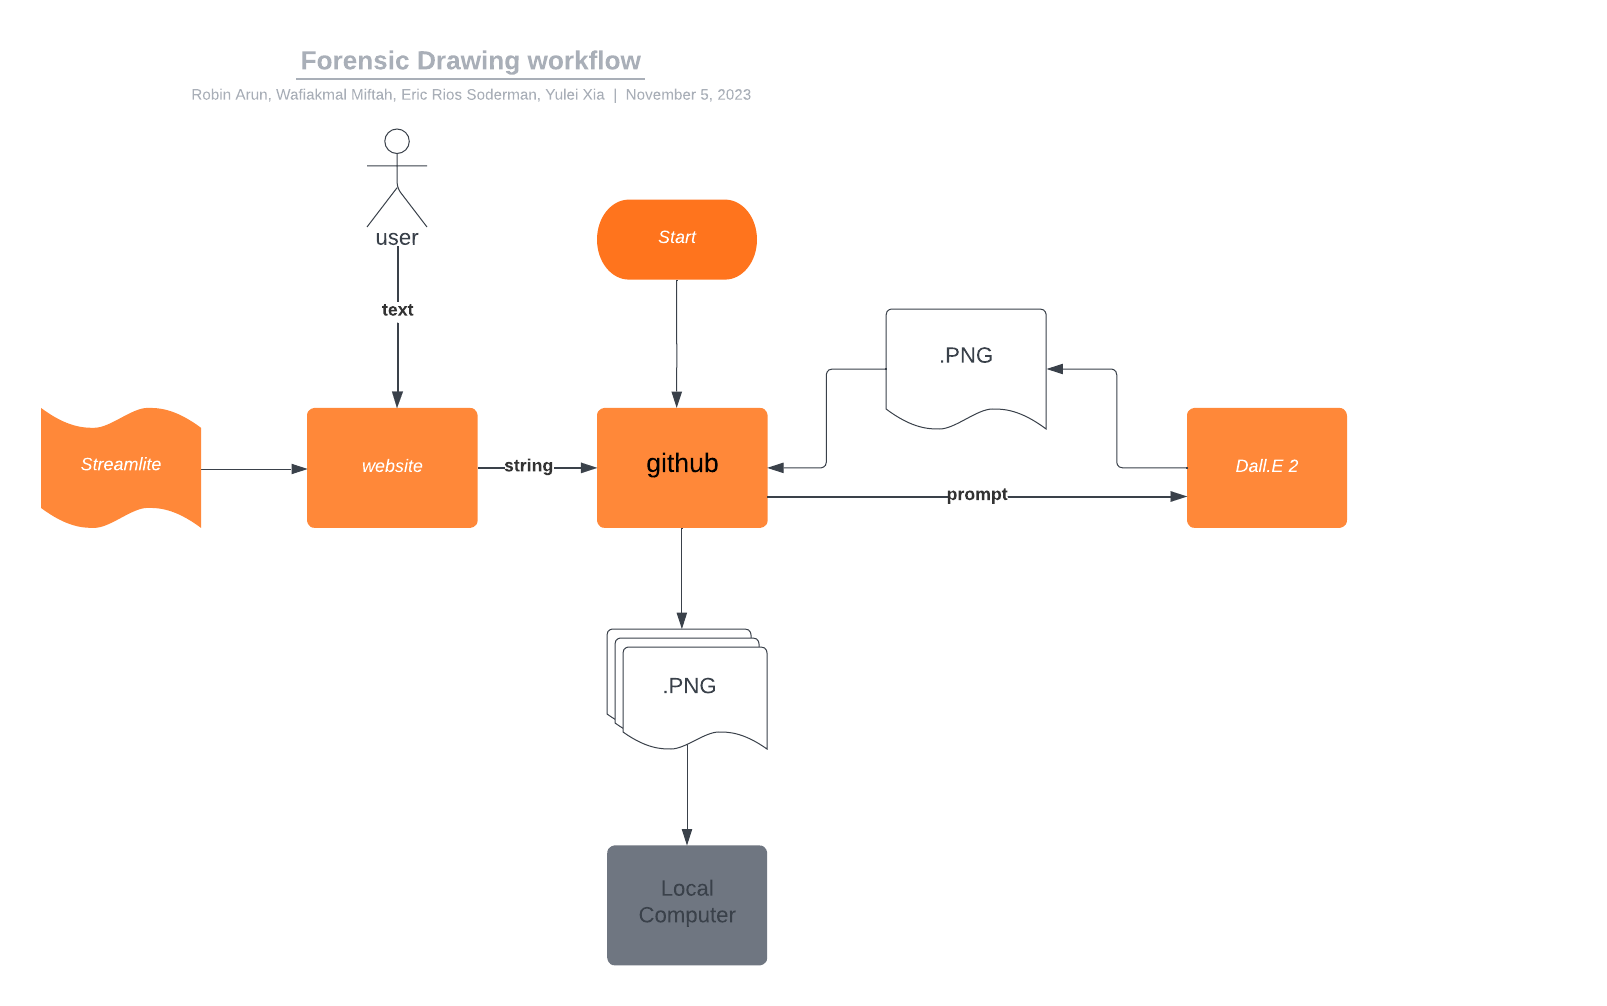 Forensic Drawing workflow
Robin Arun, Wafiakmal Miftah, Eric Rios Soderman, Yulei Xia | November 5, 2023
user
Start
text
.PNG
Streamlite
website
string
github
Dall.E 2
prompt
.PNG
Local
Computer